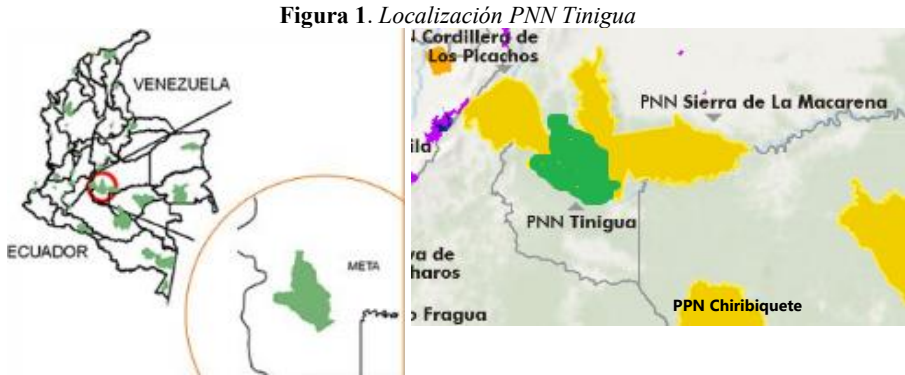 Figura 1. Localización PNN Tinigua
VENEZUELA
ECUADOR
META
Cordillera de
Los Picachos
PNN Sierra de La Macarena
ila
PNN Tinigua
va de
haros
o Fragua
PPN Chiribiquete